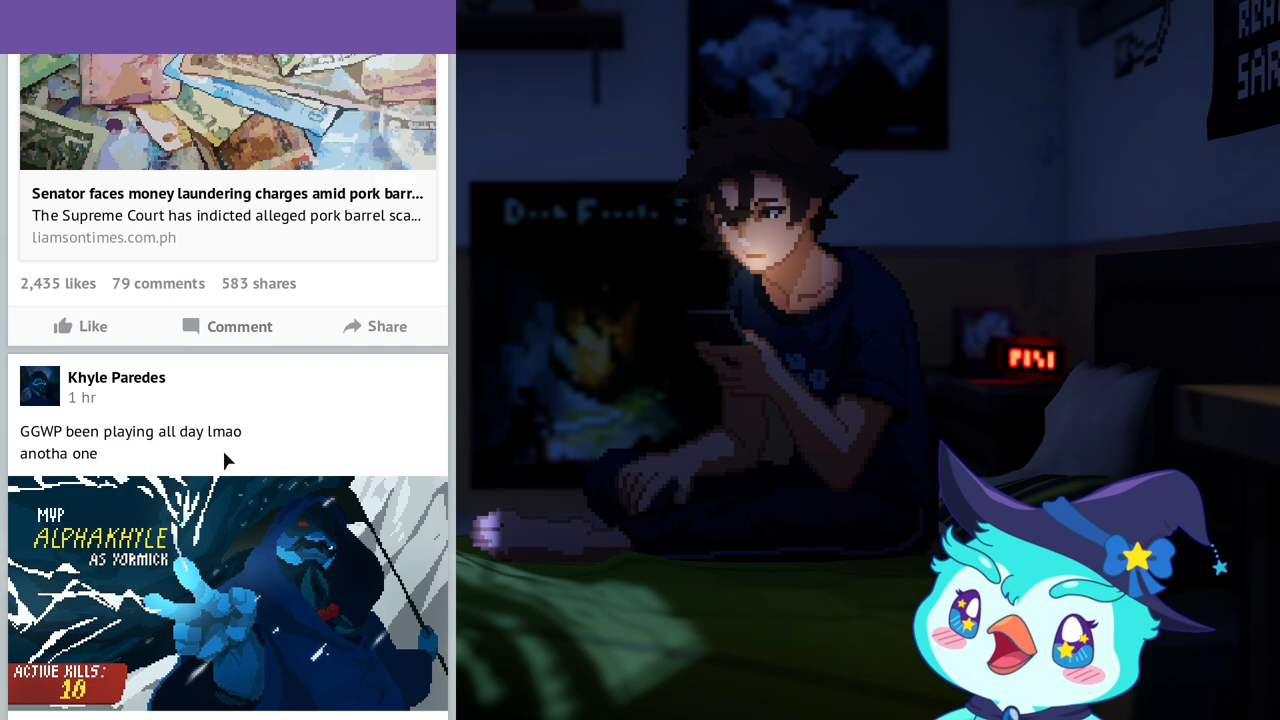 Senator faces money laundering charges amid pork barr...
The Supreme Court has indicted alleged pork barrel sca...
liamsontimes.com.ph
2,435 likes 79 comments 583 shares
Like Comment Share
Khyle Paredes
1 hr
GGWP been playing all day lmao
anotha one
MVP
ALPHAKHYLE
AS YORMICK
ACTIVE KILLS:
10